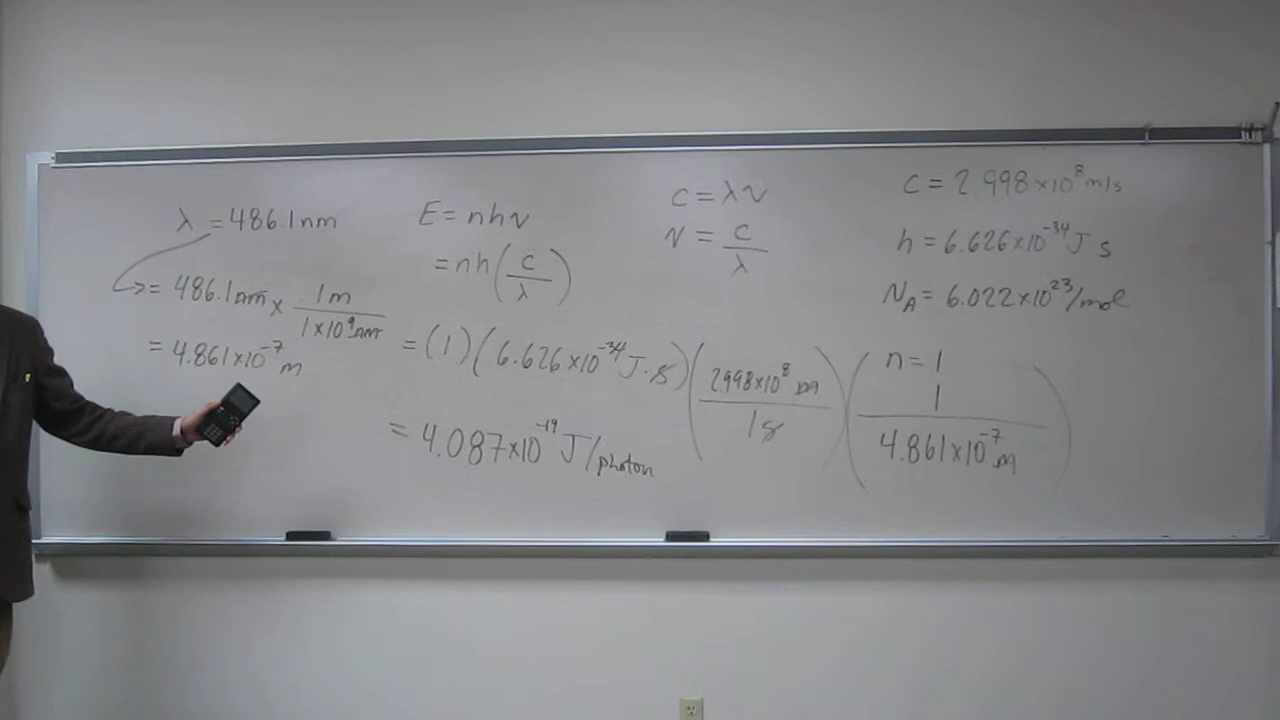 λ = 486.1nm
= 486.1nm × 1m / 1×10⁹nm
= 4.861×10⁻⁷ m
E = nhν
= nh(c/λ)
= (1)(6.626×10⁻³⁴ J·s)(2.998×10⁸ m / 1s)(1 / 4.861×10⁻⁷ m)
= 4.087×10⁻¹⁹ J/photon
c = λν
ν = c/λ
c = 2.998×10⁸ m/s
h = 6.626×10⁻³⁴ J s
N_A = 6.022×10²³/mol
n = 1